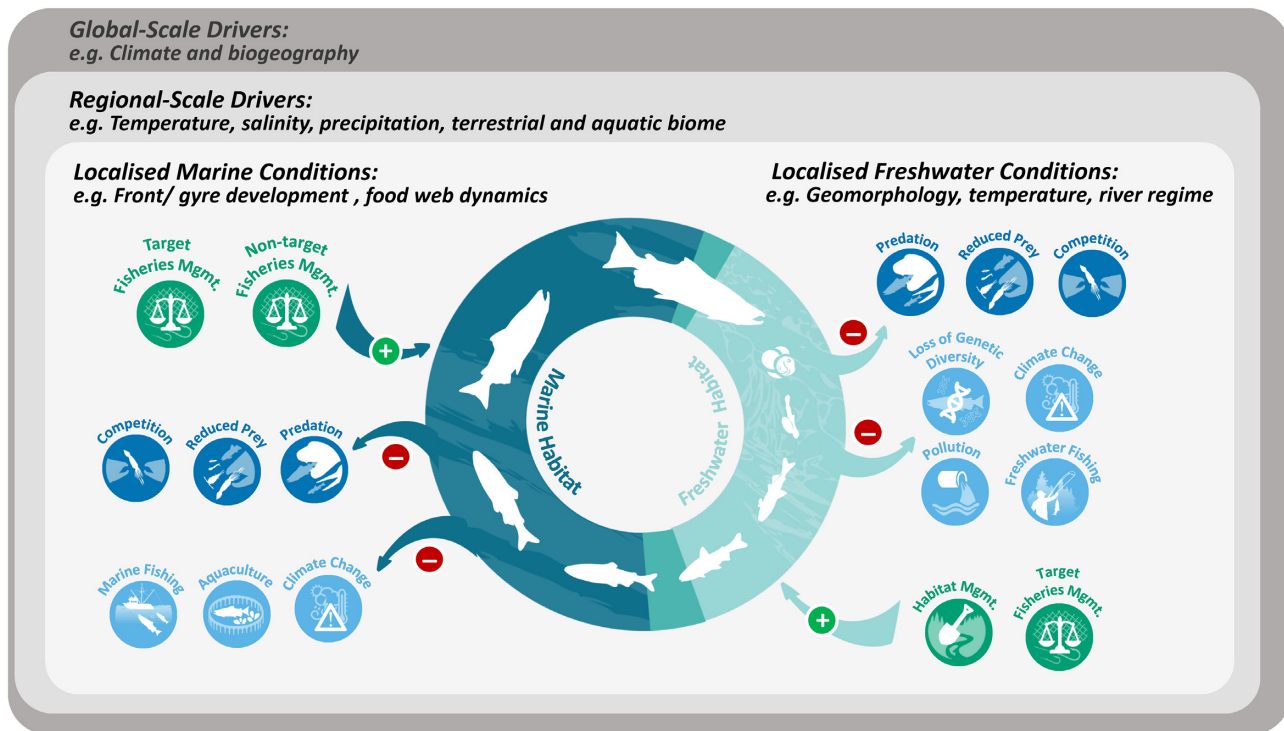 Global-Scale Drivers:
e.g. Climate and biogeography
Regional-Scale Drivers:
e.g. Temperature, salinity, precipitation, terrestrial and aquatic biome
Localised Marine Conditions:
e.g. Front/ gyre development , food web dynamics
Localised Freshwater Conditions:
e.g. Geomorphology, temperature, river regime
Target
Fisheries Mgmt.
Non-target
Fisheries Mgmt.
+
Competition
Reduced Prey
Predation
−
Marine Fishing
Aquaculture
Climate Change
−
Marine Habitat
Freshwater Habitat
Predation
Reduced Prey
Competition
−
Loss of Genetic
Diversity
Climate Change
−
Pollution
Freshwater Fishing
Habitat Mgmt.
Target
Fisheries Mgmt.
+